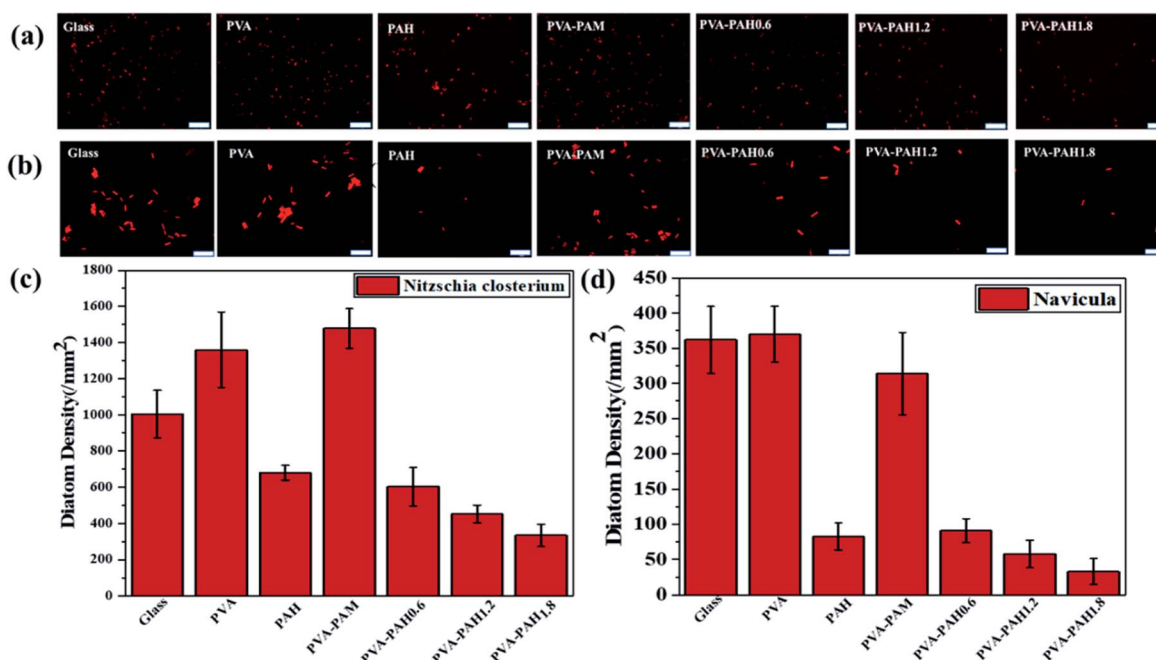 (a)
Glass
PVA
PAH
PVA-PAM
PVA-PAH0.6
PVA-PAH1.2
PVA-PAH1.8
(b)
Glass
PVA
PAH
PVA-PAM
PVA-PAH0.6
PVA-PAH1.2
PVA-PAH1.8
(c)
Diatom Density(/mm²)
1800
1600
1400
1200
1000
800
600
400
200
0
Nitzschia closterium
Glass
PVA
PAH
PVA-PAM
PVA-PAH0.6
PVA-PAH1.2
PVA-PAH1.8
(d)
Diatom Density(/mm²)
450
400
350
300
250
200
150
100
50
0
Navicula
Glass
PVA
PAH
PVA-PAM
PVA-PAH0.6
PVA-PAH1.2
PVA-PAH1.8